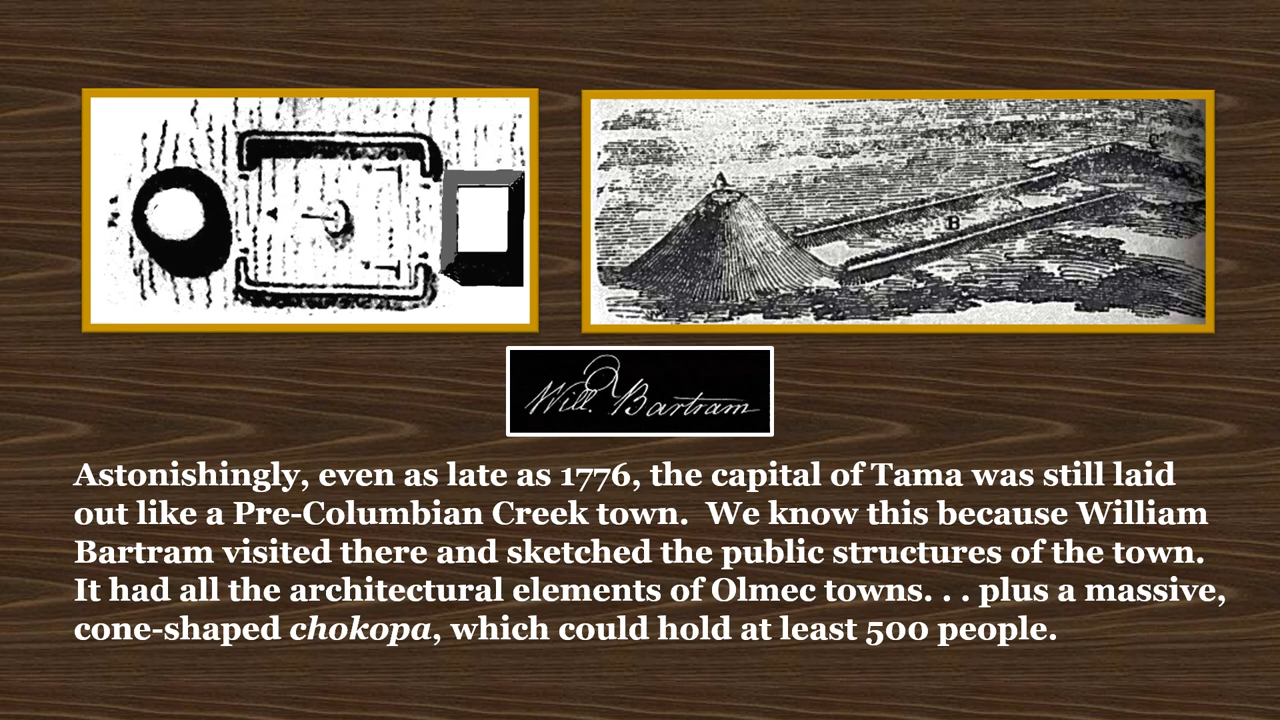 A
B
C
Will. Bartram
Astonishingly, even as late as 1776, the capital of Tama was still laid
out like a Pre-Columbian Creek town.  We know this because William
Bartram visited there and sketched the public structures of the town.
It had all the architectural elements of Olmec towns. . . plus a massive,
cone-shaped chokopa, which could hold at least 500 people.